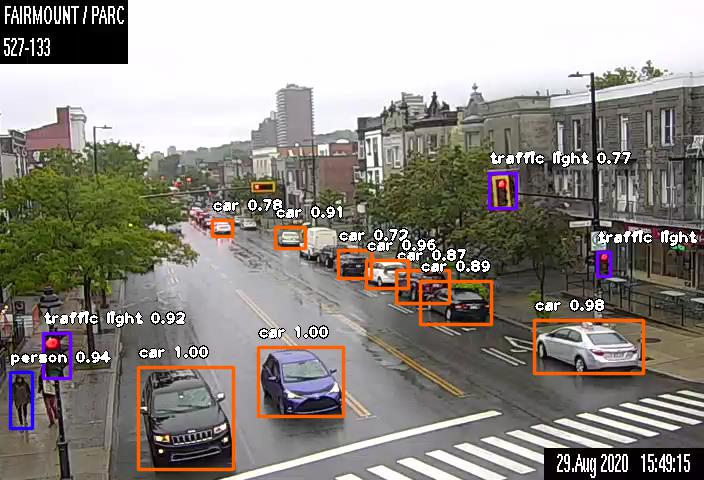 FAIRMOUNT / PARC
527-133
traffic light 0.77
car 0.78
car 0.91
car 0.72
car 0.96
car 0.87
car 0.89
traffic light
car 0.98
traffic light 0.92
person 0.94
car 1.00
car 1.00
29.Aug 2020 15:49:15